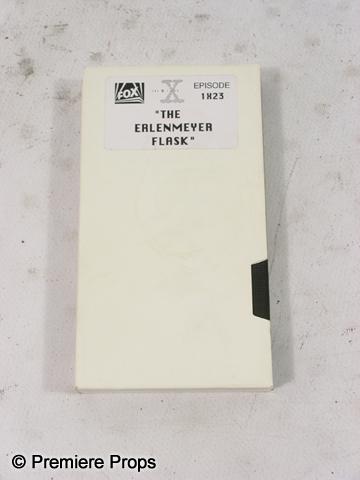 FOX
X
EPISODE
1X23
"THE
ERLENMEYER
FLASK"
© Premiere Props